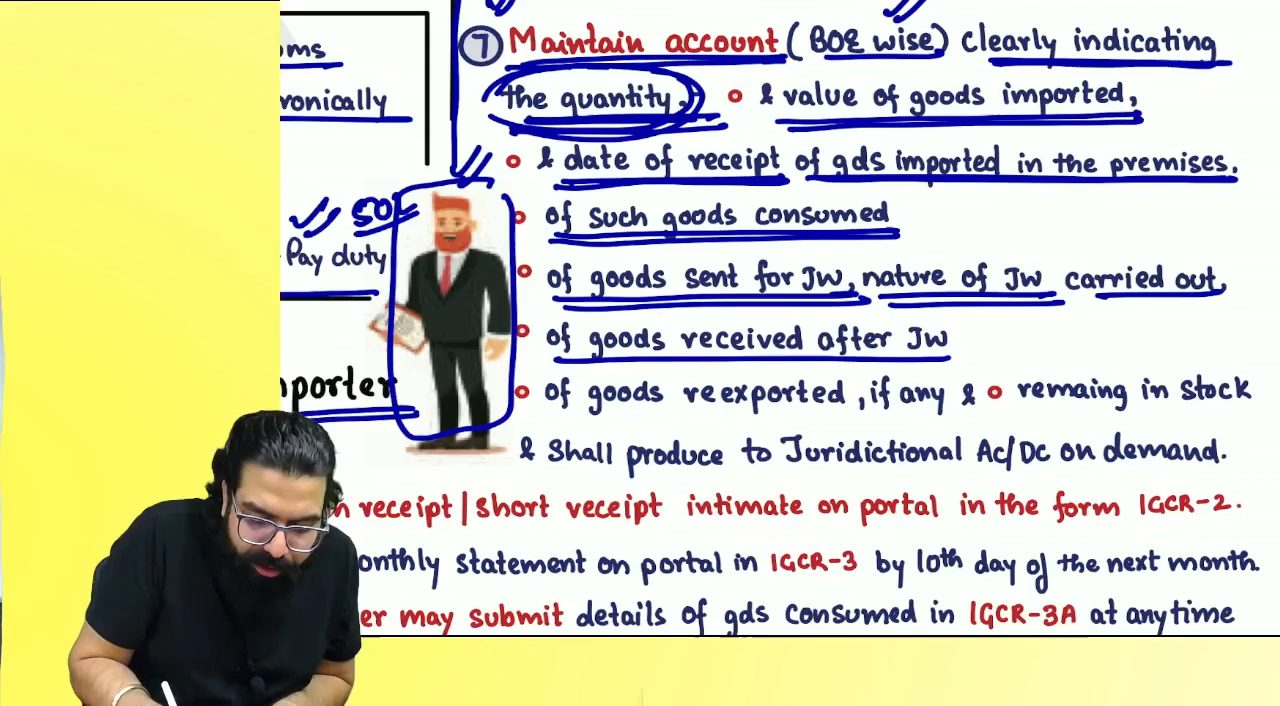 oms
ronically
50
Pay duty
porter
7 Maintain account (BOE wise) clearly indicating
the quantity, o & value of goods imported,
o & date of receipt of gds imported in the premises.
o of such goods consumed
o of goods sent for JW, nature of JW carried out,
o of goods received after JW
o of goods reexported, if any & o remaing in stock
& Shall produce to Juridictional Ac/Dc on demand.
n receipt | short receipt intimate on portal in the form IGCR-2.
onthly statement on portal in IGCR-3 by 10th day of the next month.
er may submit details of gds consumed in IGCR-3A at anytime